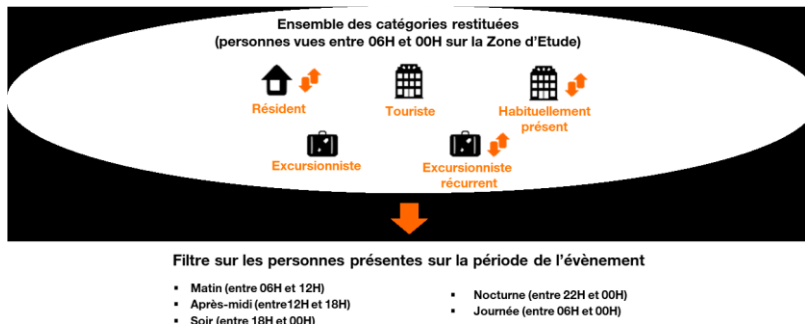 Ensemble des catégories restituées
(personnes vues entre 06H et 00H sur la Zone d'Etude)
Résident
Touriste
Habituellement
présent
Excursionniste
Excursionniste
récurrent
Filtre sur les personnes présentes sur la période de l'évènement
▪ Matin (entre 06H et 12H)
▪ Après-midi (entre12H et 18H)
▪ Soir (entre 18H et 00H)
▪ Nocturne (entre 22H et 00H)
▪ Journée (entre 06H et 00H)